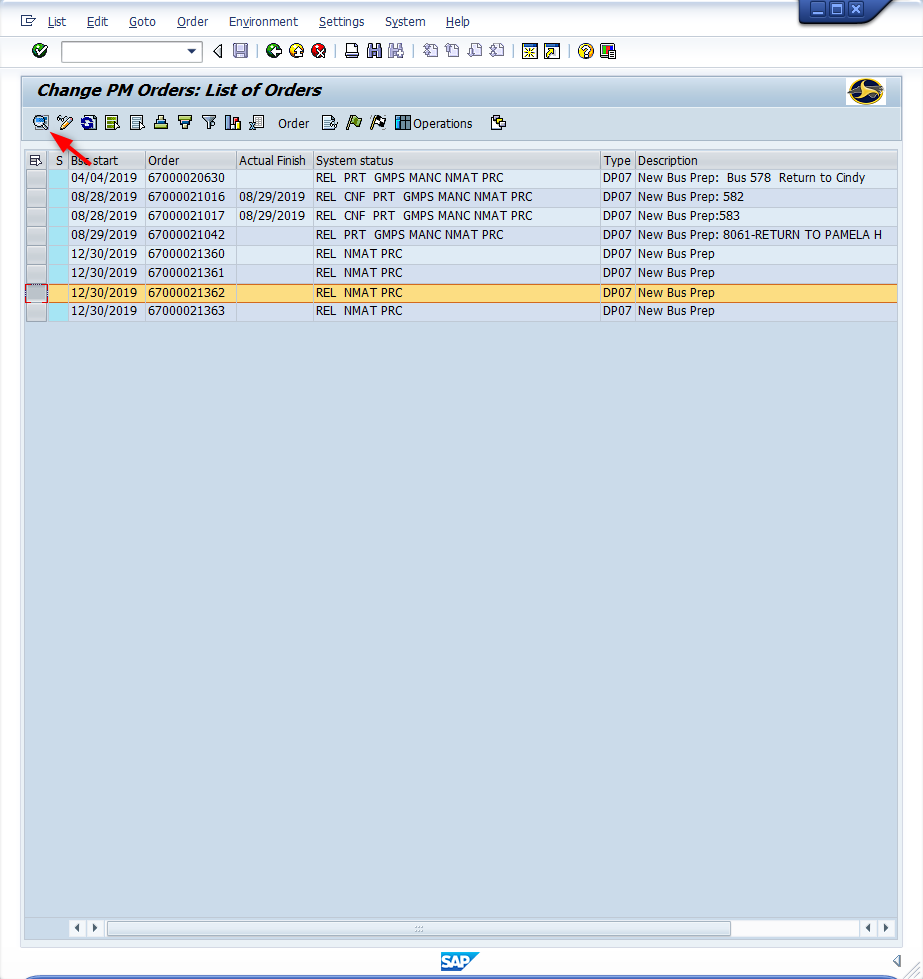 List Edit Goto Order Environment Settings System Help
Change PM Orders: List of Orders
Order Operations
S Bsc start Order Actual Finish System status Type Description
04/04/2019 67000020630 REL PRT GMPS MANC NMAT PRC DP07 New Bus Prep: Bus 578 Return to Cindy
08/28/2019 67000021016 08/29/2019 REL CNF PRT GMPS MANC NMAT PRC DP07 New Bus Prep: 582
08/28/2019 67000021017 08/29/2019 REL CNF PRT GMPS MANC NMAT PRC DP07 New Bus Prep:583
08/29/2019 67000021042 REL PRT GMPS MANC NMAT PRC DP07 New Bus Prep: 8061-RETURN TO PAMELA H
12/30/2019 67000021360 REL NMAT PRC DP07 New Bus Prep
12/30/2019 67000021361 REL NMAT PRC DP07 New Bus Prep
12/30/2019 67000021362 REL NMAT PRC DP07 New Bus Prep
12/30/2019 67000021363 REL NMAT PRC DP07 New Bus Prep
SAP